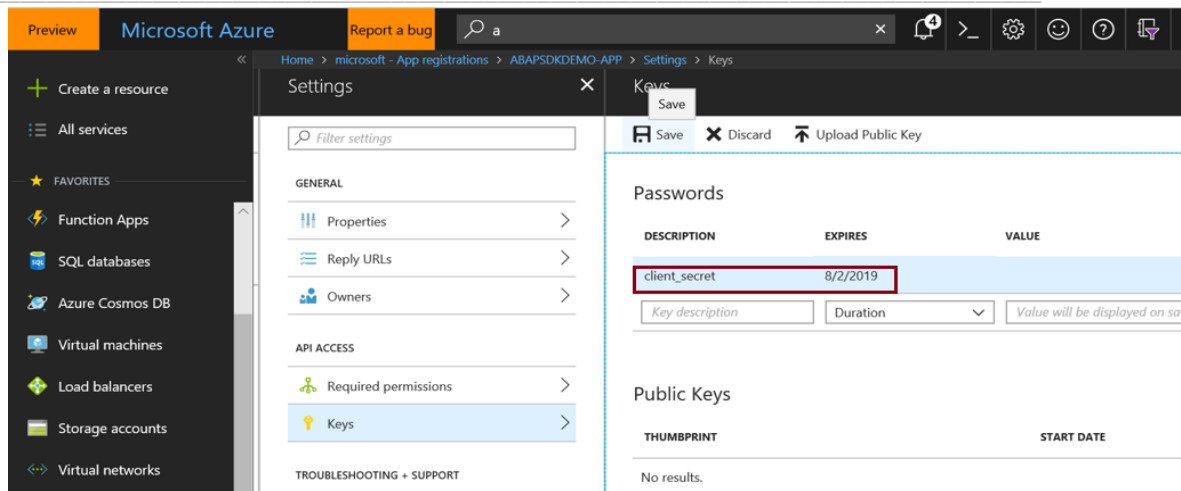 Preview
Microsoft Azure
Report a bug
a
4
Home > microsoft - App registrations > ABAPSDKDEMO-APP > Settings > Keys
Create a resource
All services
FAVORITES
Function Apps
SQL databases
Azure Cosmos DB
Virtual machines
Load balancers
Storage accounts
Virtual networks
Settings
Filter settings
GENERAL
Properties
Reply URLs
Owners
API ACCESS
Required permissions
Keys
TROUBLESHOOTING + SUPPORT
Keys
Save
Save Discard Upload Public Key
Passwords
DESCRIPTION EXPIRES VALUE
client_secret 8/2/2019
Key description Duration Value will be displayed on sa
Public Keys
THUMBPRINT START DATE
No results.